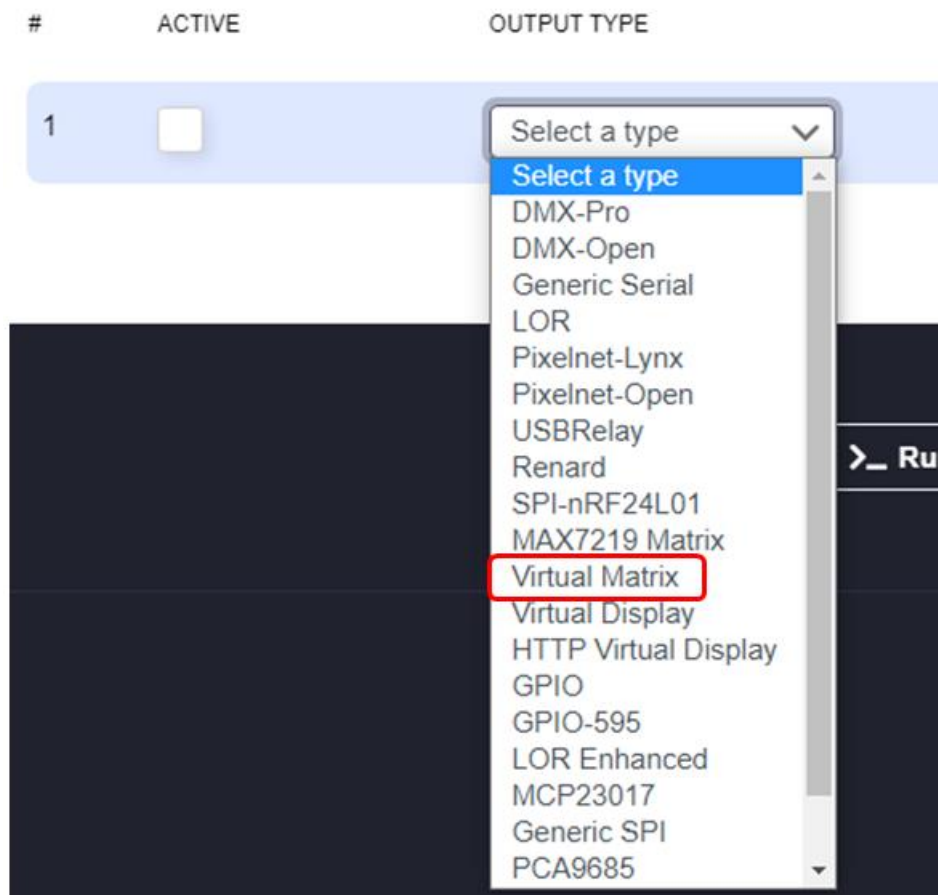 # ACTIVE OUTPUT TYPE
1 Select a type
Select a type
DMX-Pro
DMX-Open
Generic Serial
LOR
Pixelnet-Lynx
Pixelnet-Open
USBRelay
Renard
>_ Ru
SPI-nRF24L01
MAX7219 Matrix
Virtual Matrix
Virtual Display
HTTP Virtual Display
GPIO
GPIO-595
LOR Enhanced
MCP23017
Generic SPI
PCA9685